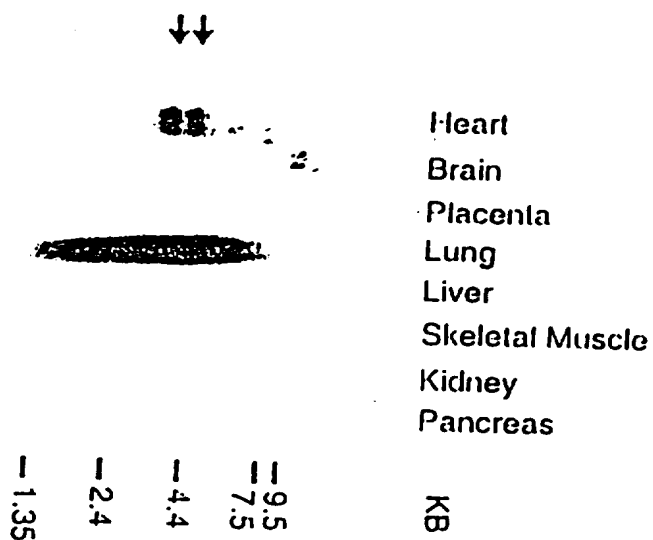 Heart
Brain
Placenta
Lung
Liver
Skeletal Muscle
Kidney
Pancreas
KB
9.5
7.5
4.4
2.4
1.35